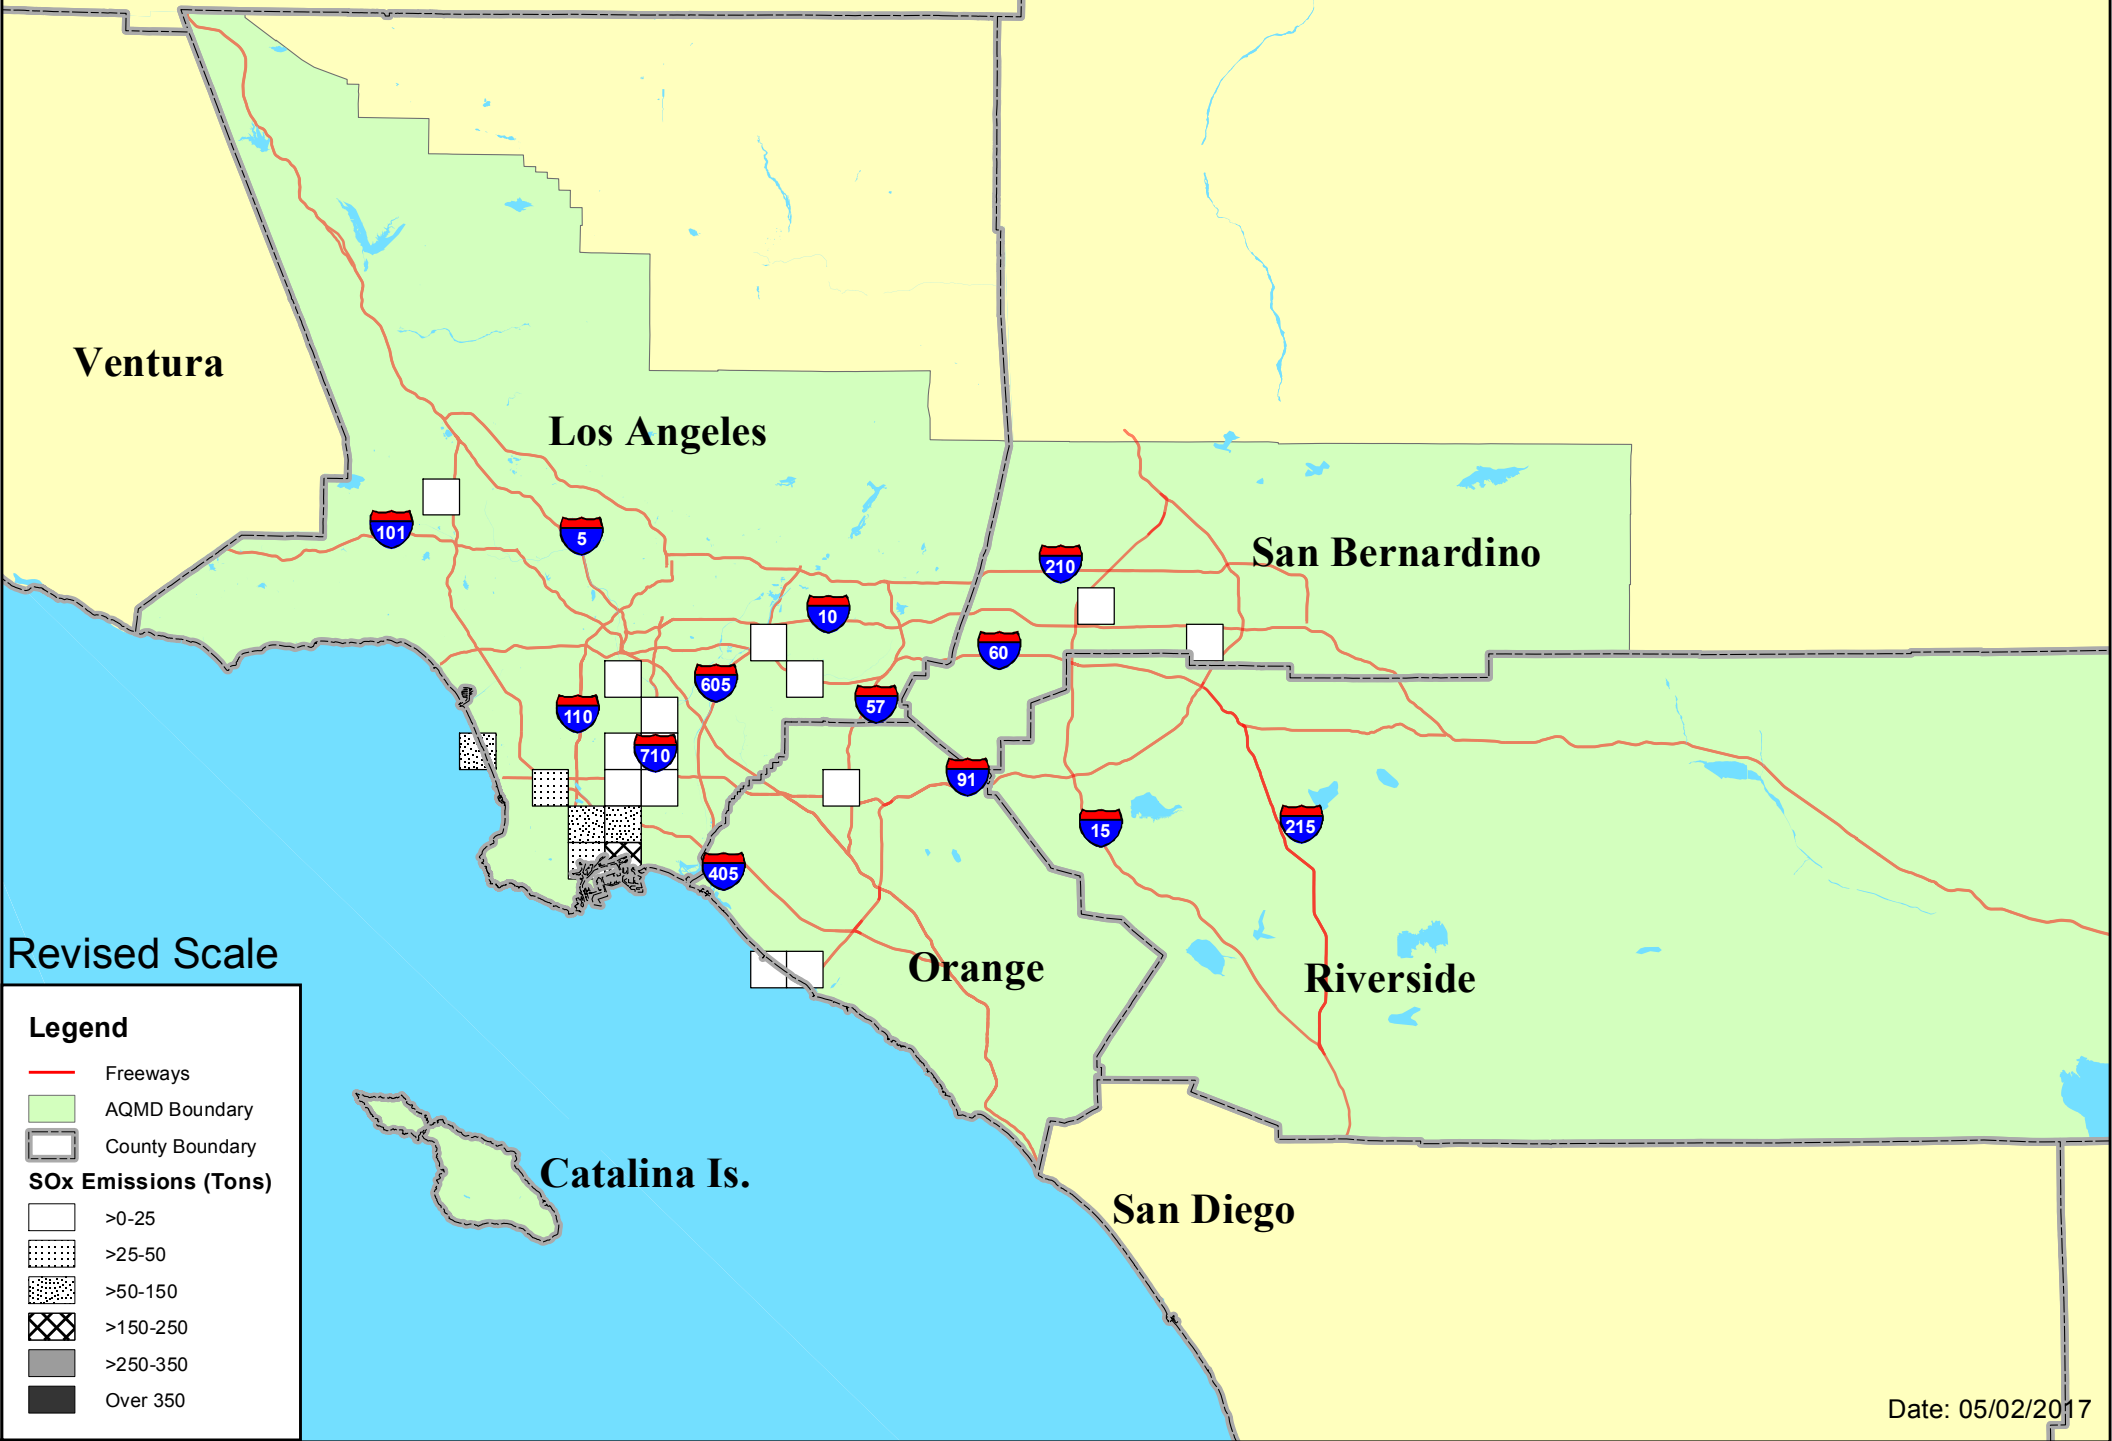 Ventura
Los Angeles
101
5
210
San Bernardino
10
60
605
57
110
710
91
15
215
405
Revised Scale
Orange
Riverside
Legend
Freeways
AQMD Boundary
County Boundary
SOx Emissions (Tons)
>0-25
>25-50
>50-150
>150-250
>250-350
Over 350
Catalina Is.
San Diego
Date: 05/02/2017